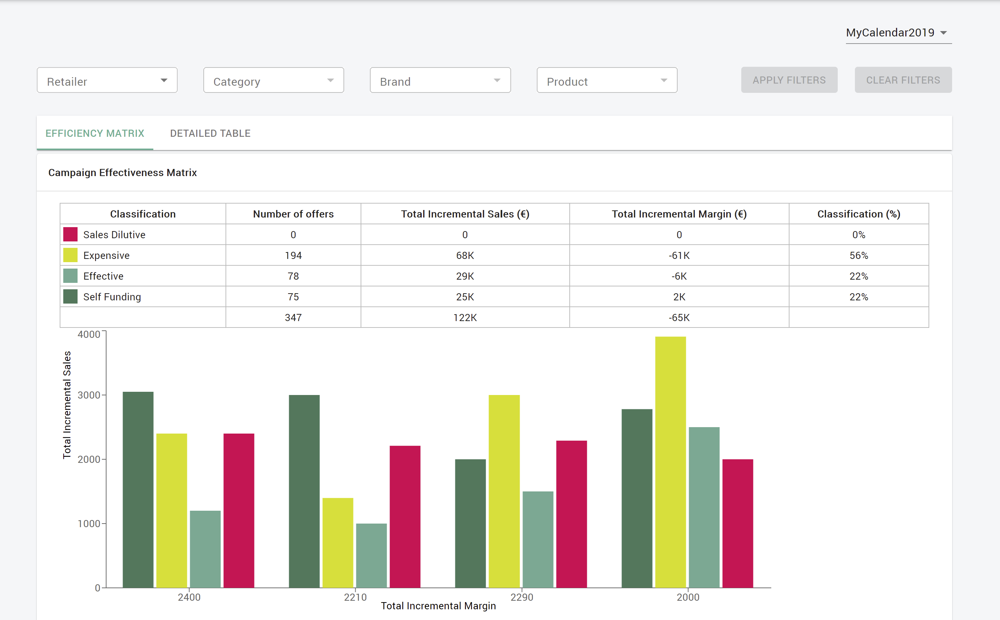 MyCalendar2019
Retailer
Category
Brand
Product
APPLY FILTERS
CLEAR FILTERS
EFFICIENCY MATRIX
DETAILED TABLE
Campaign Effectiveness Matrix
Classification Number of offers Total Incremental Sales (€) Total Incremental Margin (€) Classification (%)
Sales Dilutive 0 0 0 0%
Expensive 194 68K -61K 56%
Effective 78 29K -6K 22%
Self Funding 75 25K 2K 22%
347 122K -65K
Total Incremental Sales
4000
3000
2000
1000
0
2400 2210 2290 2000
Total Incremental Margin